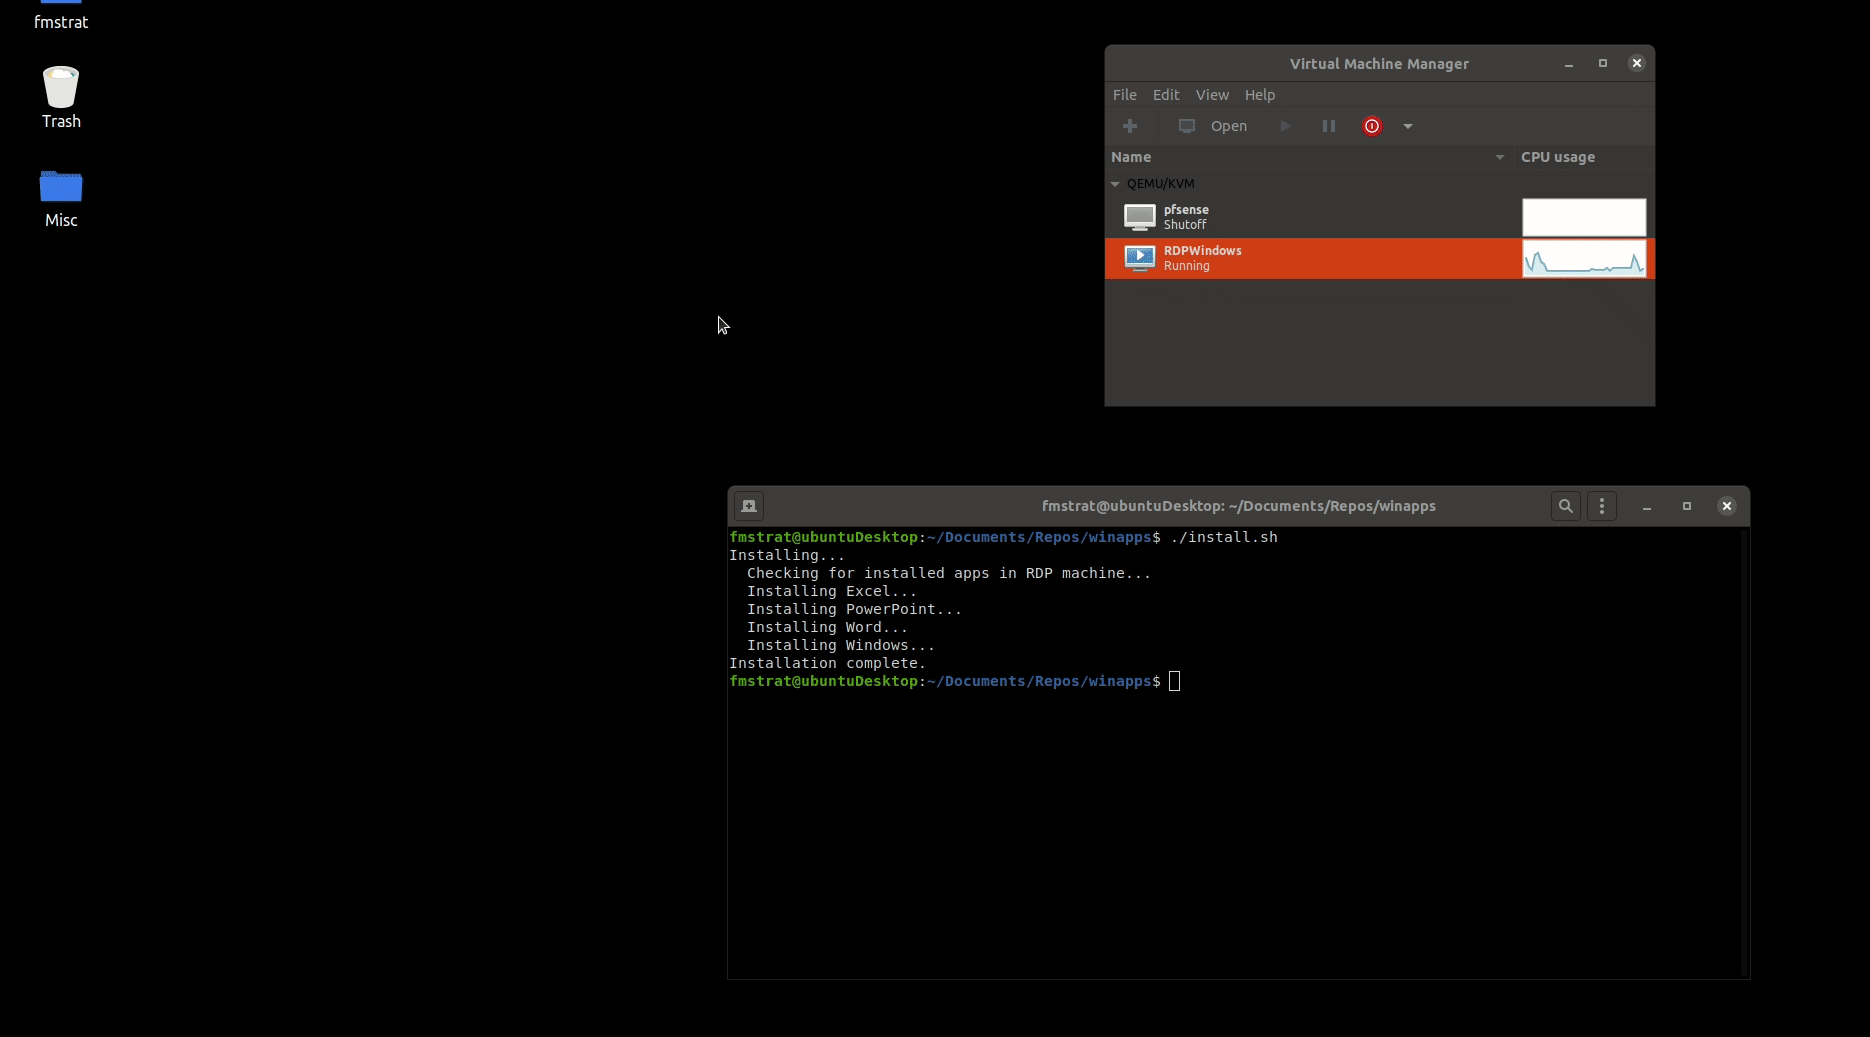 fmstrat
Trash
Misc
Virtual Machine Manager
File Edit View Help
Open
Name CPU usage
QEMU/KVM
pfsense
Shutoff
RDPWindows
Running
fmstrat@ubuntuDesktop: ~/Documents/Repos/winapps
fmstrat@ubuntuDesktop:~/Documents/Repos/winapps$ ./install.sh
Installing...
  Checking for installed apps in RDP machine...
  Installing Excel...
  Installing PowerPoint...
  Installing Word...
  Installing Windows...
Installation complete.
fmstrat@ubuntuDesktop:~/Documents/Repos/winapps$